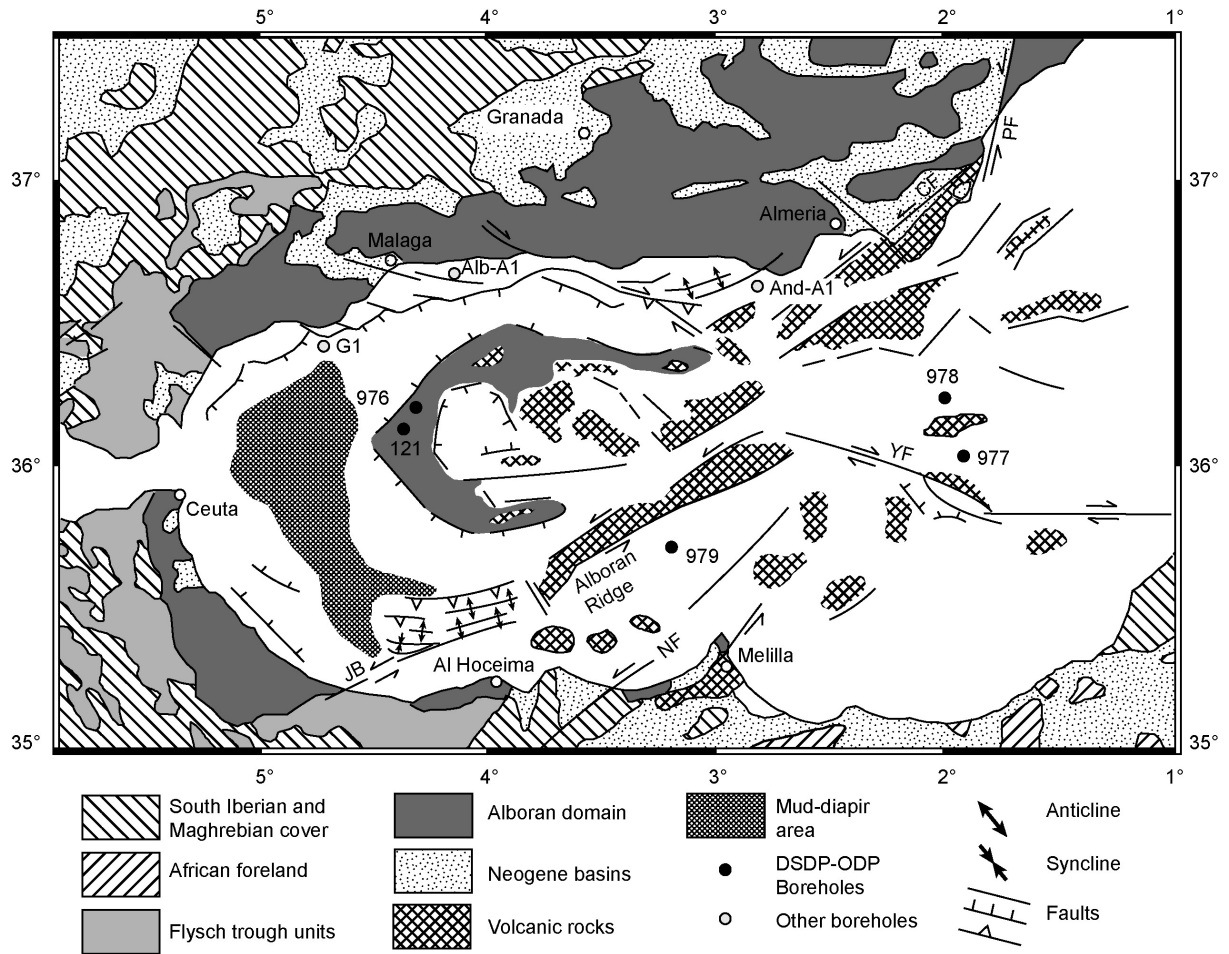 5° 4° 3° 2° 1°
Granada
PF
37° 37°
CF
Almeria
Malaga
Alb-A1
And-A1
G1
976
978
121
36° 36°
YF
977
Ceuta
979
Alboran
Ridge
JB
Al Hoceima
NF
Melilla
35° 35°
5° 4° 3° 2° 1°
South Iberian and
Maghrebian cover
African foreland
Flysch trough units
Alboran domain
Neogene basins
Volcanic rocks
Mud-diapir
area
DSDP-ODP
Boreholes
Other boreholes
Anticline
Syncline
Faults